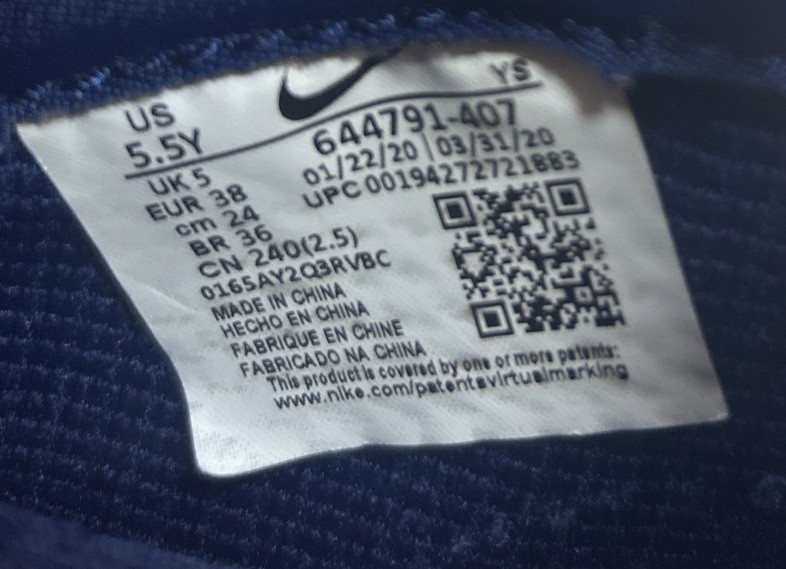 YS
US
5.5Y
644791-407
01/22/20 | 03/31/20
UPC 00194272721883
UK 5
EUR 38
cm 24
BR 36
CN 240(2.5)
0165AY2Q3RVBC
MADE IN CHINA
HECHO EN CHINA
FABRIQUE EN CHINE
FABRICADO NA CHINA
This product is covered by one or more patents:
www.nike.com/patentsvirtualmarking